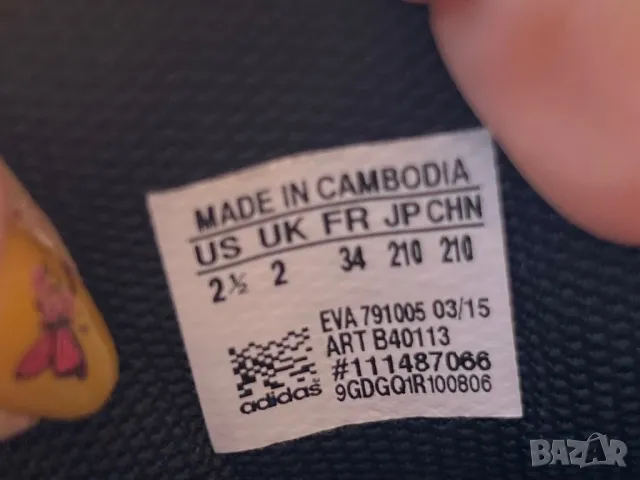 MADE IN CAMBODIA
US UK FR JP CHN
2½ 2 34 210 210
EVA 791005 03/15
ART B40113
#111487066
9GDGQ1R100806
adidas
BAZAR